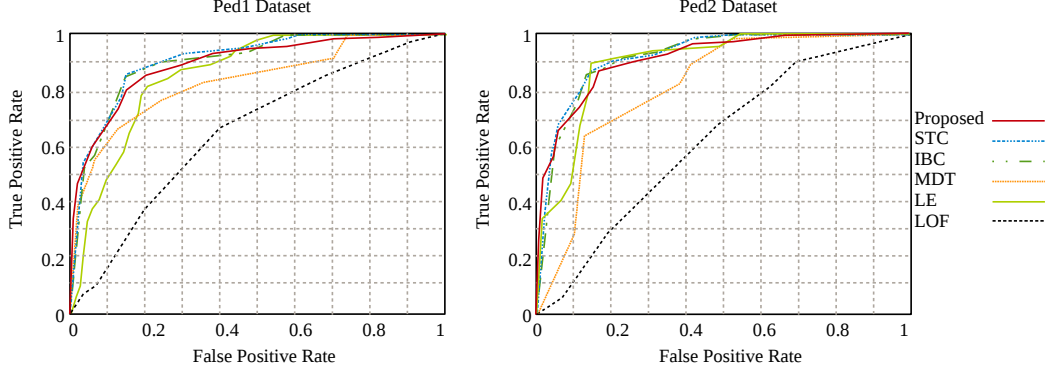 Ped1 Dataset
1
0.8
0.6
0.4
0.2
0
True Positive Rate
0 0.2 0.4 0.6 0.8 1
False Positive Rate
Ped2 Dataset
1
0.8
0.6
0.4
0.2
0
True Positive Rate
0 0.2 0.4 0.6 0.8 1
False Positive Rate
Proposed
STC
IBC
MDT
LE
LOF